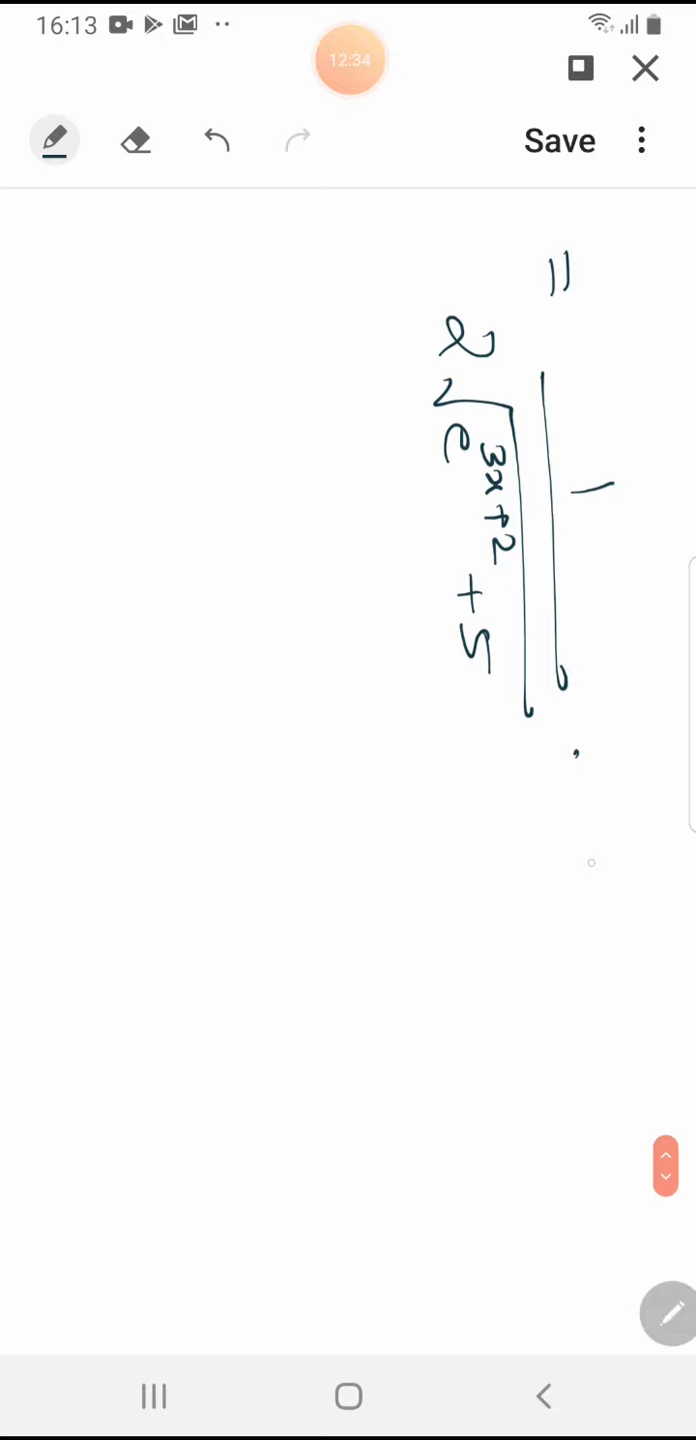 16:13
12:34
Save
= 1
2√e^{3x+2} + 5
.